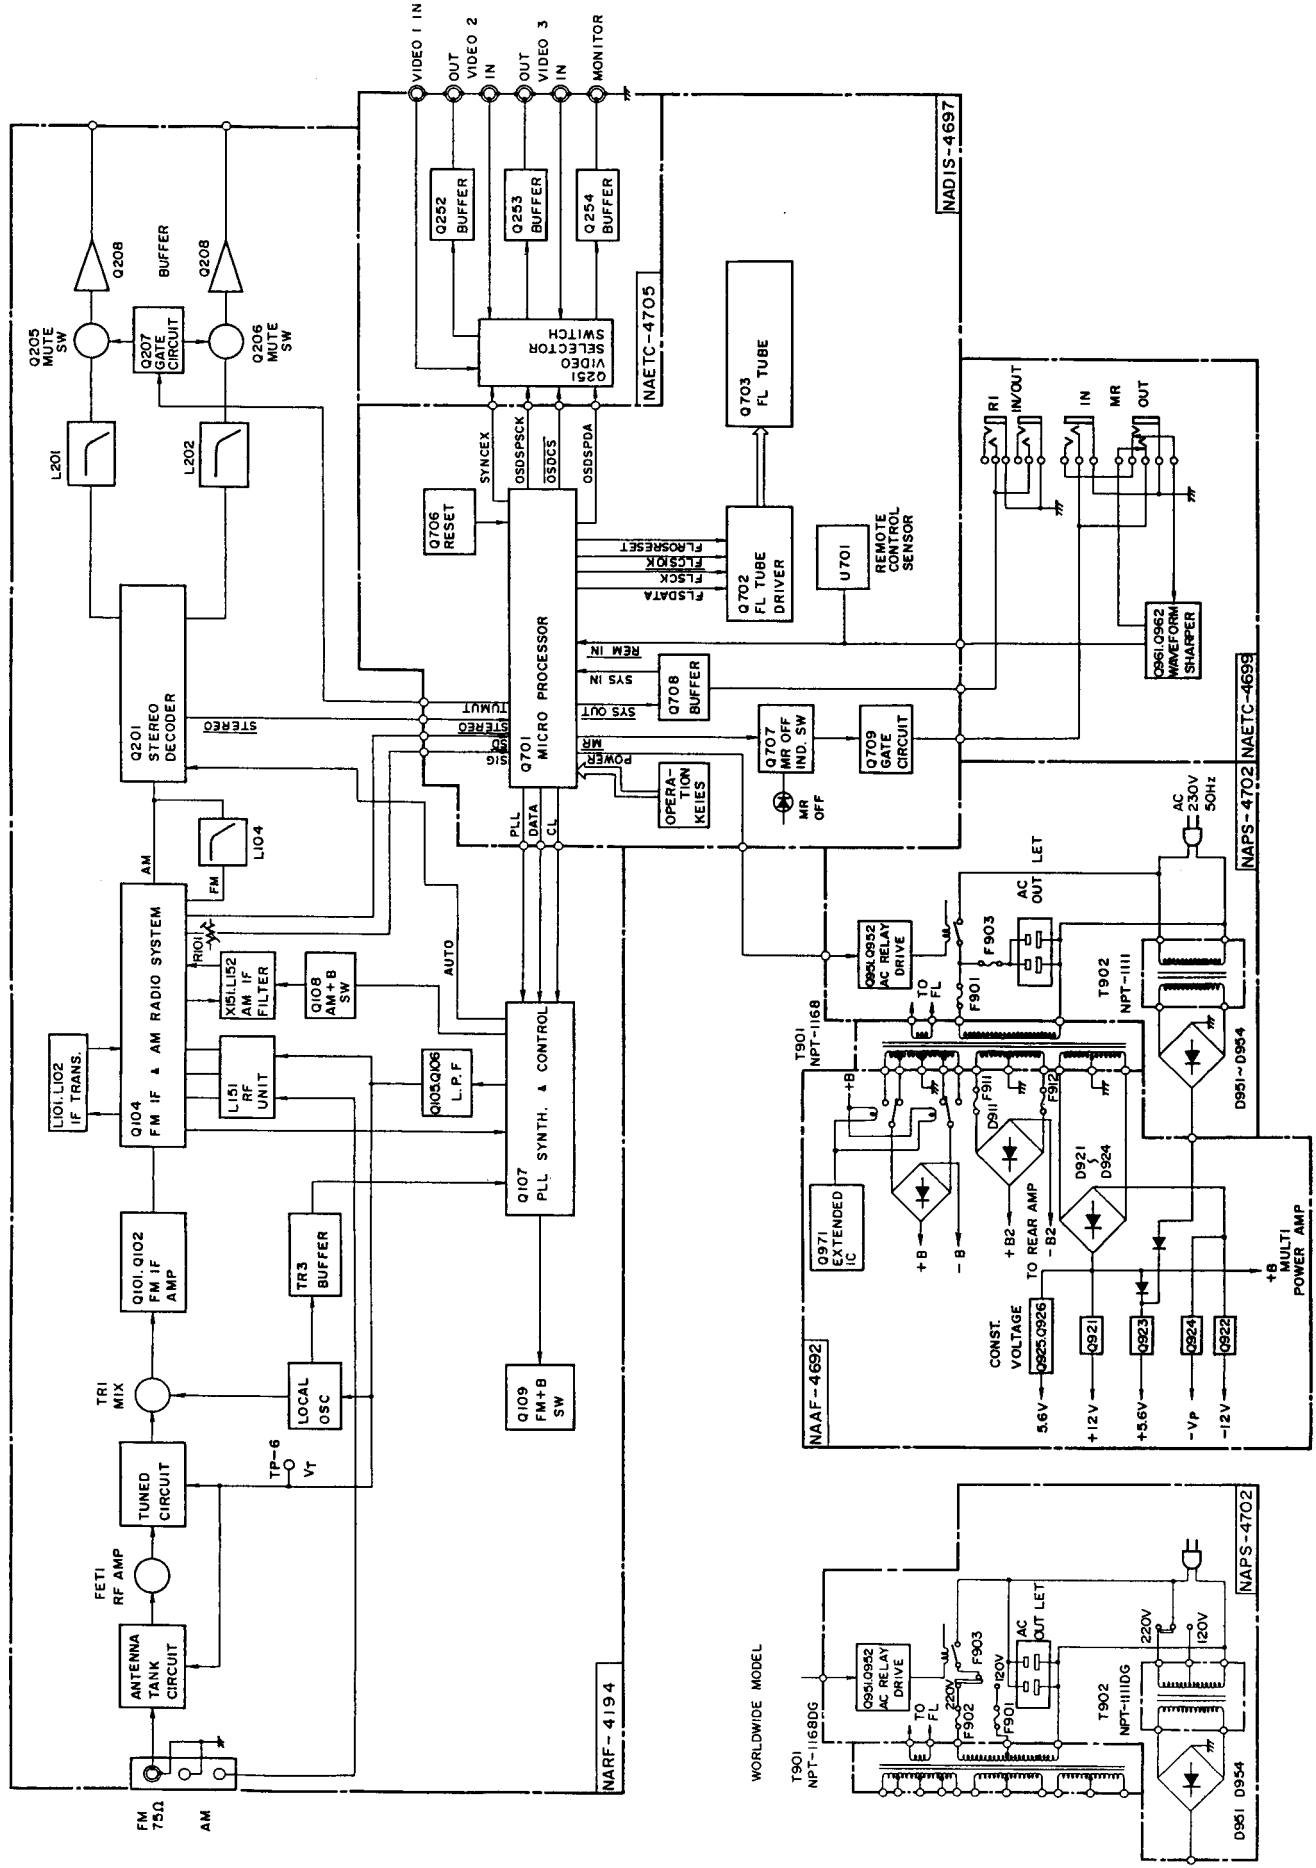 FM
75Ω
AM
ANTENNA
TANK
CIRCUIT
FET1
RF AMP
TUNED
CIRCUIT
TR1
MIX
Q101.Q102
FM IF
AMP
L101.L102
IF TRANS.
Q104
FM IF & AM RADIO SYSTEM
AM
FM
L104
Q201
STEREO
DECODER
L201
L202
Q205
MUTE
SW
Q207
GATE
CIRCUIT
Q206
MUTE
SW
Q208
BUFFER
Q208
TP-6
VT
LOCAL
OSC
TR3
BUFFER
L151
RF
UNIT
X151.L152
AM IF
FILTER
R101
Q108
AM+B
SW
Q105.Q106
L.P.F
AUTO
STEREO
Q109
FM+B
SW
Q107
PLL SYNTH. & CONTROL
PLL
DATA
CL
NARF-4194
TUMUT
STEREO
SD
SIG
Q701
MICRO PROCESSOR
Q706
RESET
SYNCEX
OSDSPSCK
OSDCS
OSDSPDA
Q251
VIDEO
SELECTOR
SWITCH
Q252
BUFFER
Q253
BUFFER
Q254
BUFFER
VIDEO 1 IN
OUT
VIDEO 2
IN
OUT
VIDEO 3
IN
MONITOR
NAETC-4705
POWER
MR
SYS OUT
SYS IN
REM IN
FLSDATA
FLSCK
FLCSIOK
FLROSRESET
OPERA-
TION
KEIES
Q708
BUFFER
Q702
FL TUBE
DRIVER
Q703
FL TUBE
MR
OFF
Q707
MR OFF
IND. SW
Q709
GATE
CIRCUIT
U701
REMOTE
CONTROL
SENSOR
NADIS-4697
Q961.Q962
WAVEFORM
SHARPER
RI
IN/OUT
IN
MR
OUT
NAETC-4699
NAPS-4702
Q951.Q952
AC RELAY
DRIVE
F903
AC
OUT LET
F901
TO
FL
T901
NPT-1168
T902
NPT-1111
AC
230V
50Hz
D951~D954
+B
F911
D911
F912
Q971
EXTENDED
IC
+B
-B
+B2
TO REAR AMP
-B2
D921
~
D924
CONST.
VOLTAGE
Q925.Q926
Q921
Q923
Q924
Q922
5.6V
+12V
+5.6V
-VP
-12V
+B
MULTI
POWER AMP
NAAF-4692
WORLDWIDE MODEL
T901
NPT-1168DG
Q951.Q952
AC RELAY
DRIVE
TO
FL
F903
220V
F902
120V
F901
AC
OUT LET
T902
NPT-1111DG
220V
120V
D951 D954
NAPS-4702